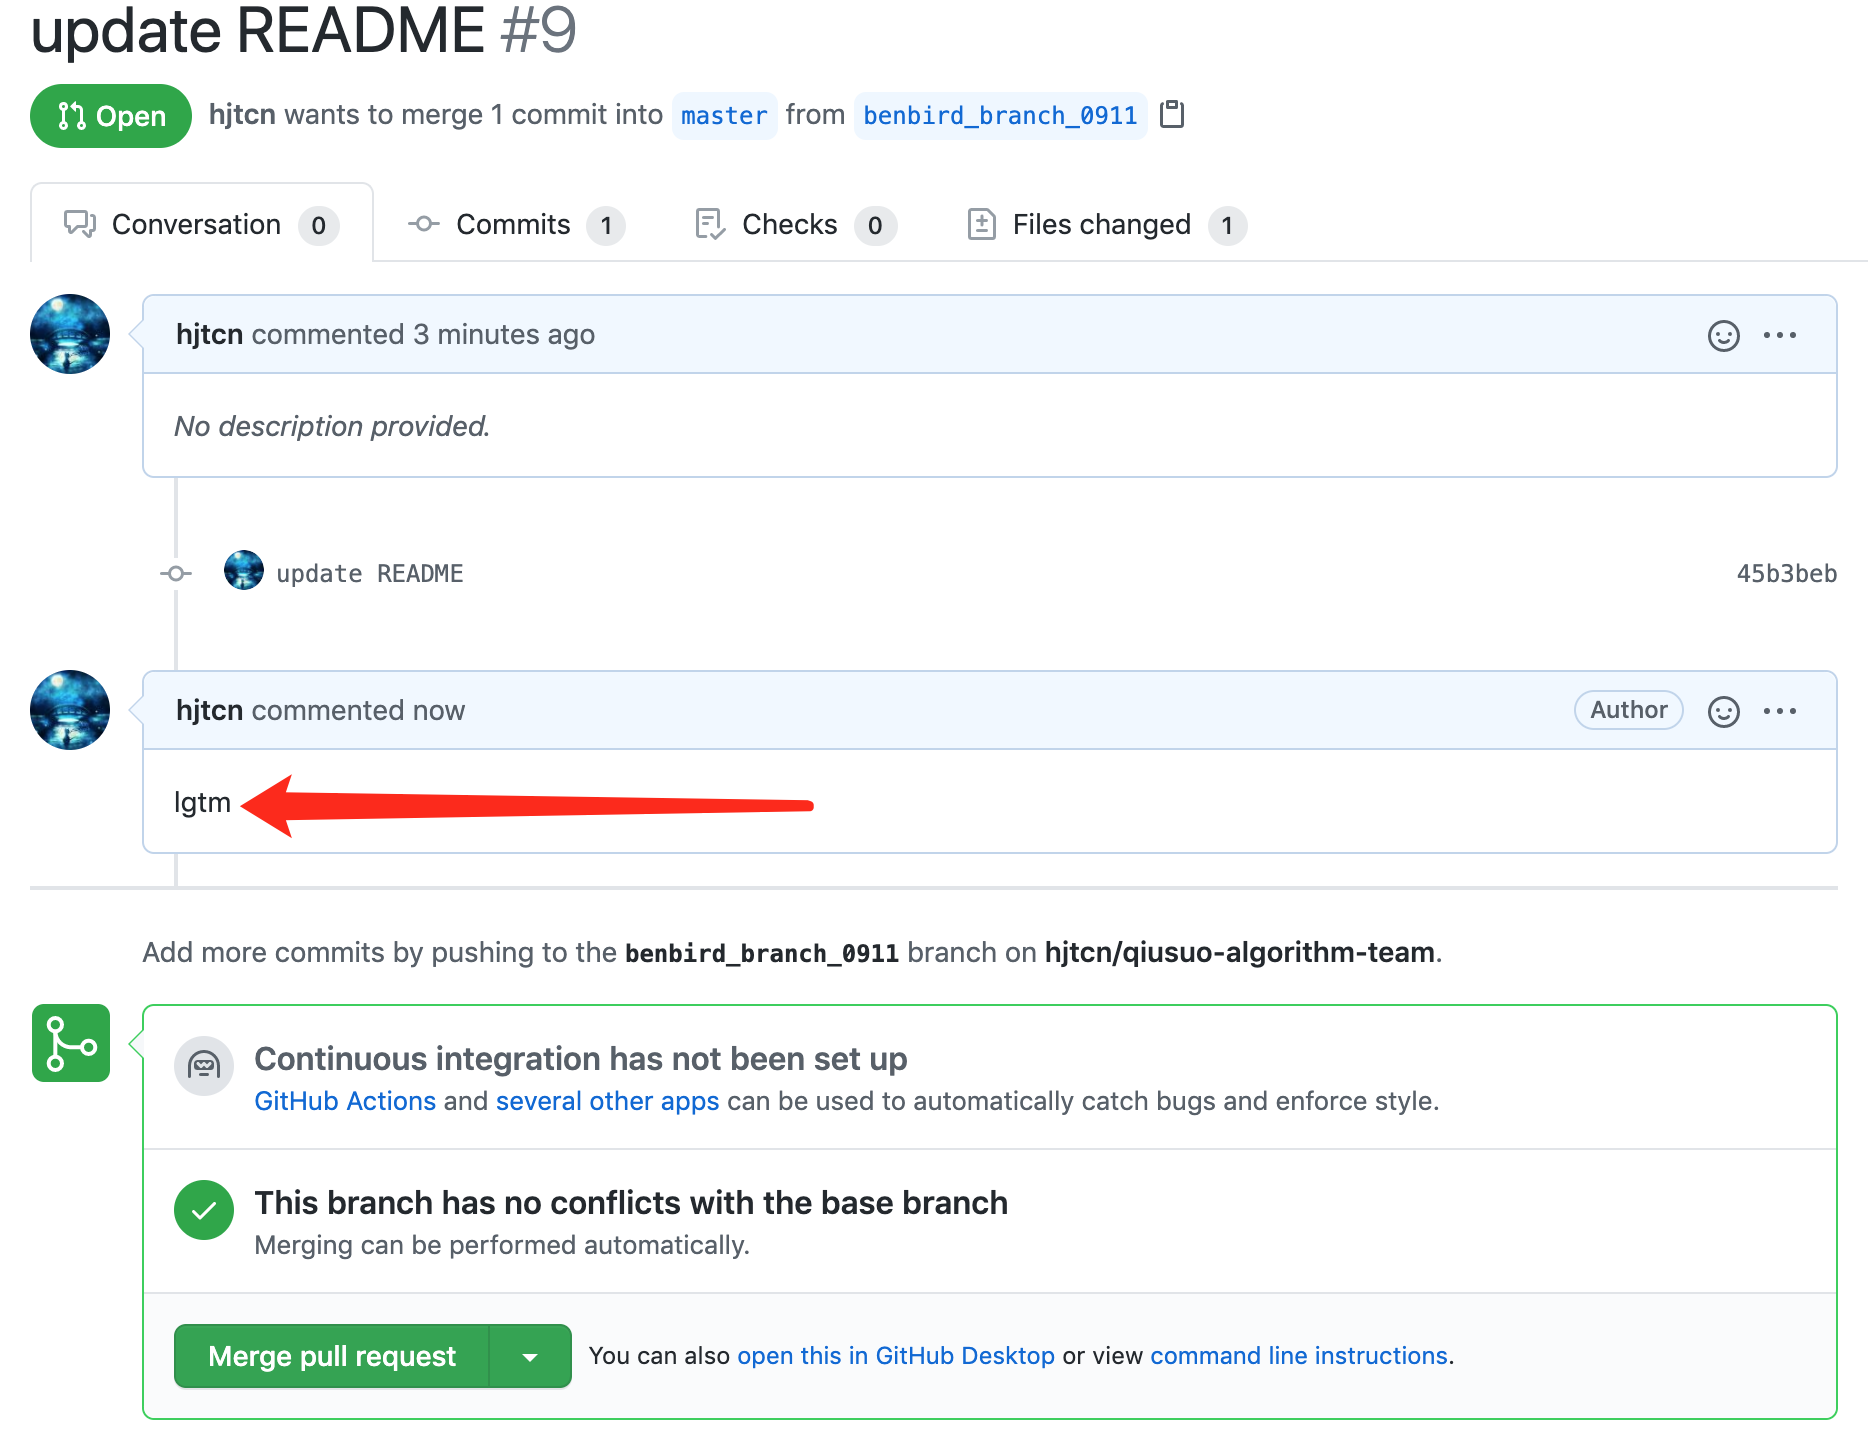 update README #9
Open hjtcn wants to merge 1 commit into master from benbird_branch_0911
Conversation 0 Commits 1 Checks 0 Files changed 1
hjtcn commented 3 minutes ago
No description provided.
update README 45b3beb
hjtcn commented now Author
lgtm
Add more commits by pushing to the benbird_branch_0911 branch on hjtcn/qiusuo-algorithm-team.
Continuous integration has not been set up
GitHub Actions and several other apps can be used to automatically catch bugs and enforce style.
This branch has no conflicts with the base branch
Merging can be performed automatically.
Merge pull request You can also open this in GitHub Desktop or view command line instructions.